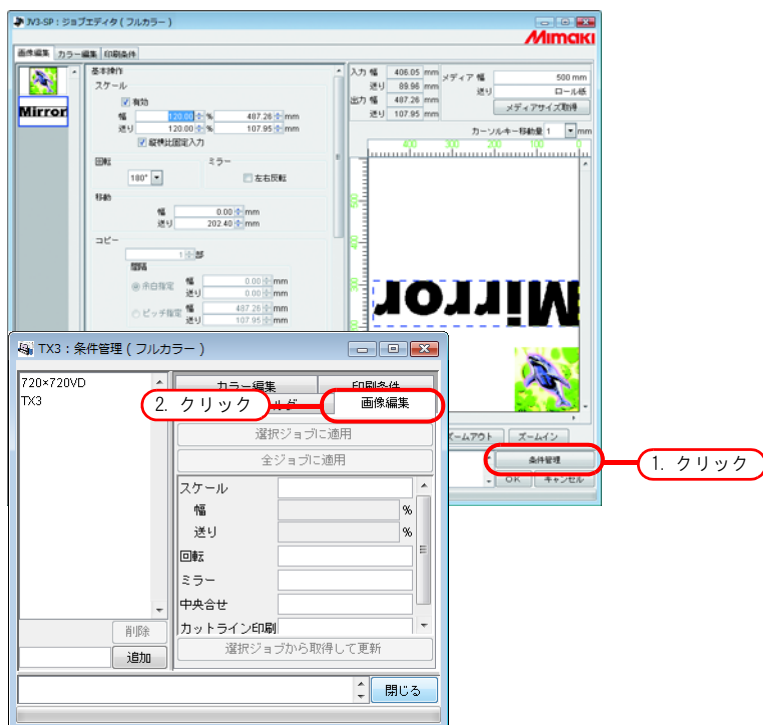 JV3-SP : ジョブエディタ ( フルカラー )
Mimaki
画像編集 カラー編集 印刷条件
Mirror
基本操作
スケール
有効
幅 120.00 % 487.26 mm
送り 120.00 % 107.95 mm
縦横比固定入力
回転 ミラー
180° 左右反転
移動
幅 0.00 mm
送り 202.40 mm
コピー
1 部
間隔
余白指定 幅 0.00 mm
送り 0.00 mm
ピッチ指定 幅 487.26 mm
送り 107.95 mm
入力 幅 406.05 mm
送り 89.96 mm
出力 幅 487.26 mm
送り 107.95 mm
メディア 幅 500 mm
送り ロール紙
メディアサイズ取得
カーソルキー移動量 1 mm
400 300 200 100 0
Mirror
ズームアウト ズームイン
条件管理
OK キャンセル
1. クリック
TX3 : 条件管理 ( フルカラー )
720×720VD
TX3
カラー編集 印刷条件
画像編集
2. クリック
選択ジョブに適用
全ジョブに適用
スケール
幅 %
送り %
回転
ミラー
中央合せ
カットライン印刷
選択ジョブから取得して更新
削除
追加
閉じる